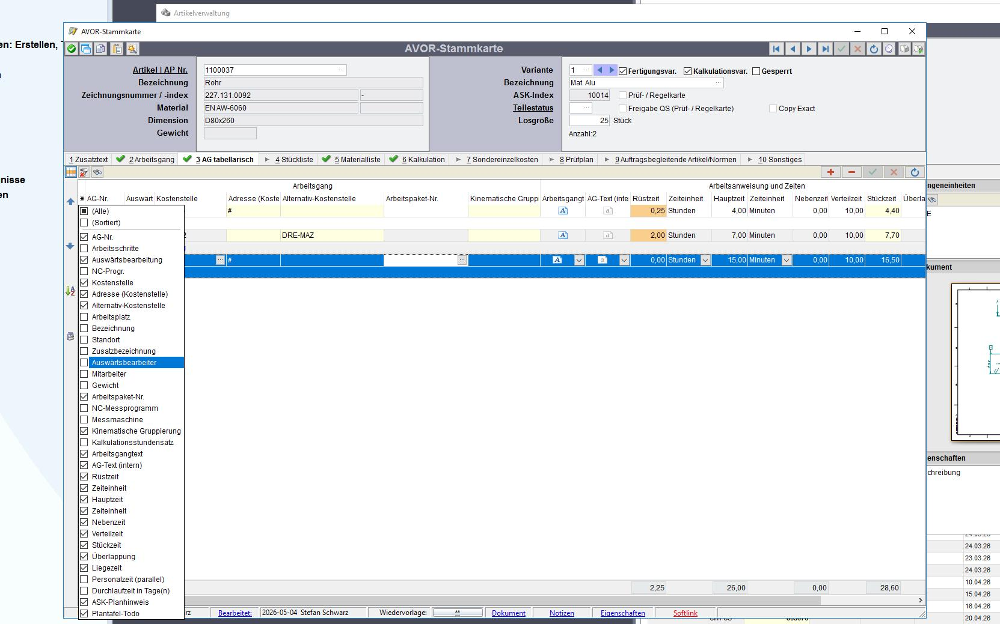 Artikelverwaltung
AVOR-Stammkarte
en: Erstellen,
AVOR-Stammkarte
Artikel | AP Nr. 1100037 ... Variante 1 ... Fertigungsvar. Kalkulationsvar. Gesperrt
Bezeichnung Rohr Bezeichnung Mat. Alu ...
Zeichnungsnummer / -index 227.131.0092 - ASK-Index 10014 Prüf- / Regelkarte
Material EN AW-6060 Teilestatus ... Freigabe QS (Prüf- / Regelkarte) Copy Exact
Dimension D80x260 Losgröße 25 Stück
Gewicht Anzahl:2
1 Zusatztext 2 Arbeitsgang 3 AG tabellarisch 4 Stückliste 5 Materialliste 6 Kalkulation 7 Sondereinzelkosten 8 Prüfplan 9 Auftragsbegleitende Artikel/Normen 10 Sonstiges
nisse
en
Arbeitsgang Arbeitsanweisung und Zeiten
ngeneinheiten
AG-Nr. Auswärt Kostenstelle Adresse (Koste Alternativ-Kostenstelle Arbeitspaket-Nr. Kinematische Grupp Arbeitsgangt AG-Text (inte Rüstzeit Zeiteinheit Hauptzeit Zeiteinheit Nebenzeit Verteilzeit Stückzeit Überla
# A a 0,25 Stunden 4,00 Minuten 0,00 10,00 4,40
E
2 DRE-MAZ A a 2,00 Stunden 7,00 Minuten 0,00 10,00 7,70
g
... # ... A a 0,00 Stunden 15,00 Minuten 0,00 10,00 16,50
kument
(Alle)
(Sortiert)
AG-Nr.
Arbeitsschritte
Auswärtsbearbeitung
NC-Progr.
Kostenstelle
Adresse (Kostenstelle)
Alternativ-Kostenstelle
Arbeitsplatz
Bezeichnung
Standort
Zusatzbezeichnung
Auswärtsbearbeiter
Mitarbeiter
Gewicht
Arbeitspaket-Nr.
NC-Messprogramm
Messmaschine
Kinematische Gruppierung
Kalkulationsstundensatz
Arbeitsgangtext
AG-Text (intern)
Rüstzeit
Zeiteinheit
Hauptzeit
Zeiteinheit
Nebenzeit
Verteilzeit
Stückzeit
Überlappung
Liegezeit
Personalzeit (parallel)
Durchlaufzeit in Tage(n)
ASK-Planhinweis
Plantafel-Todo
enschaften
chreibung
24.03.26
24.03.26
23.03.26
24.03.26
10.04.26
15.04.26
16.04.26
20.04.26
2,25 26,00 0,00 28,60
rz Bearbeitet: 2026-05-04 Stefan Schwarz Wiedervorlage: ** Dokument Notizen Eigenschaften Softlink